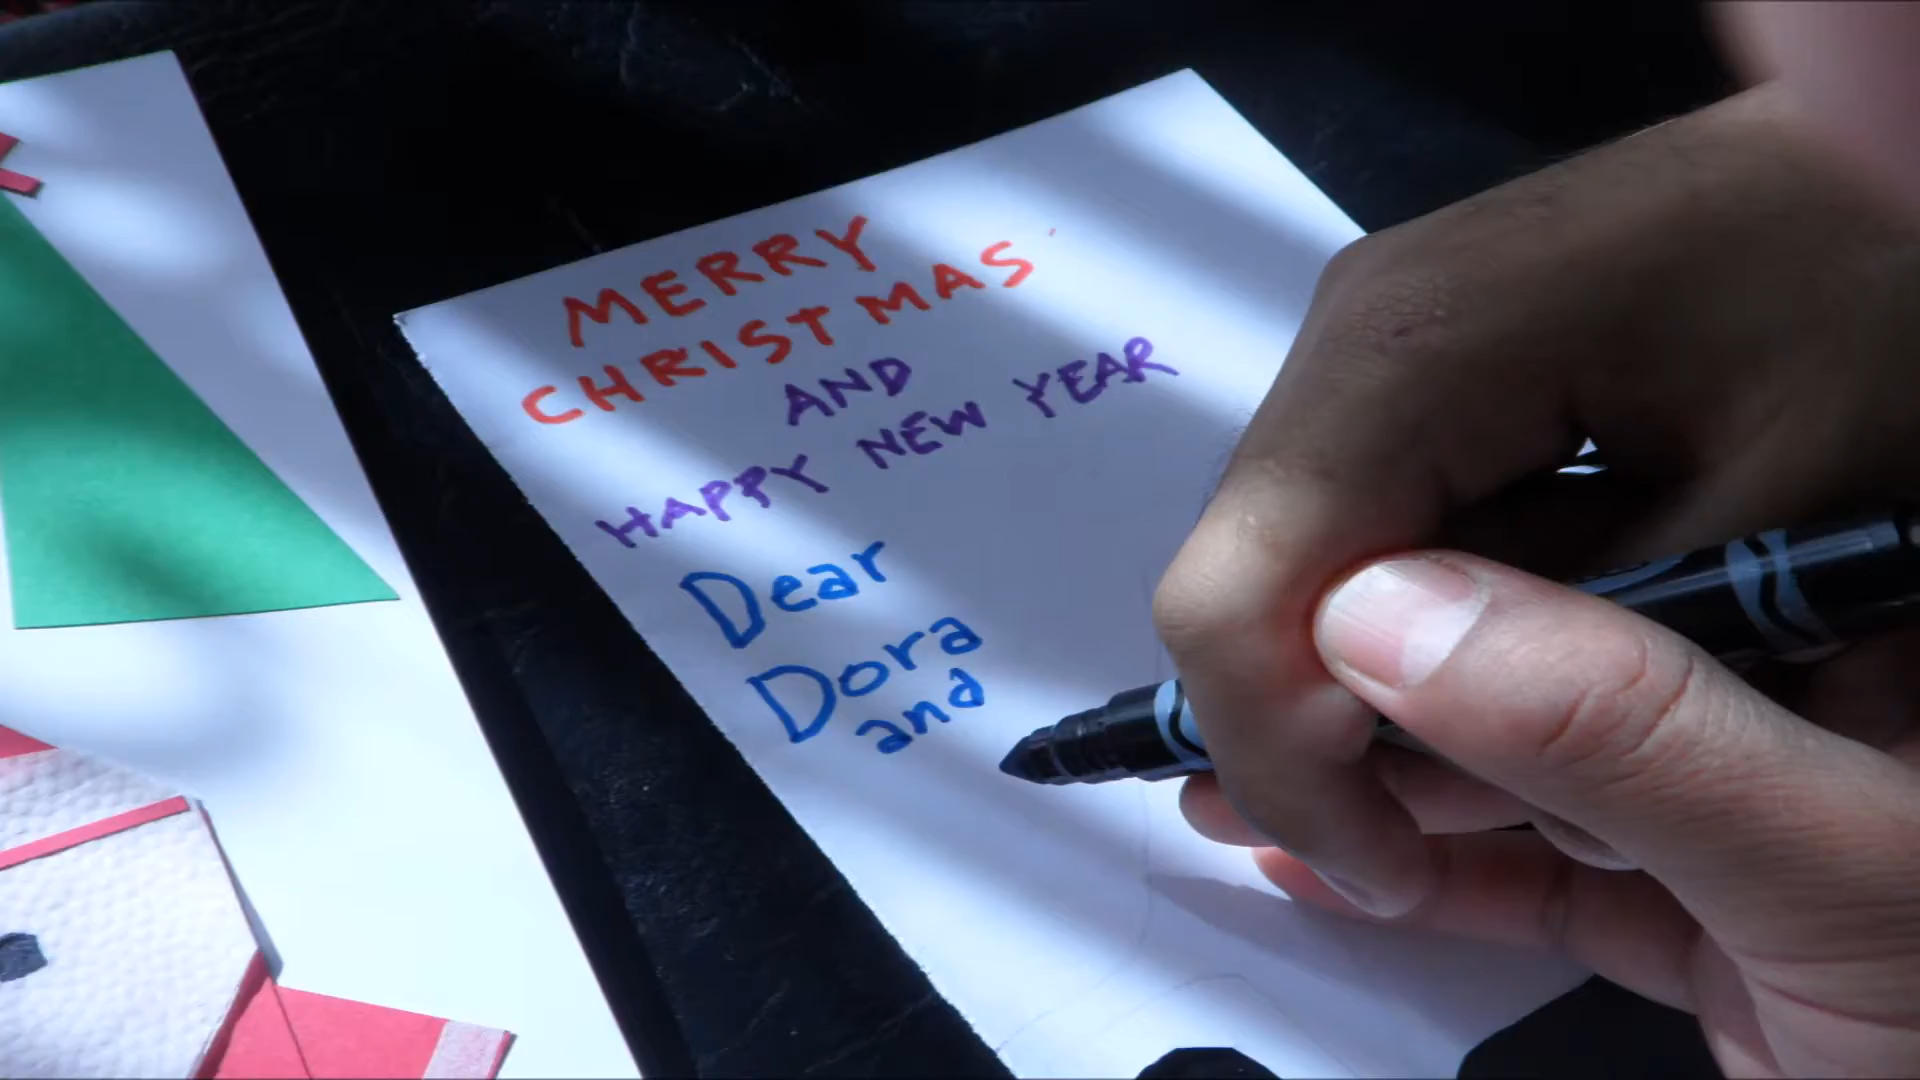 MERRY
CHRISTMAS
AND
HAPPY NEW YEAR
Dear
Dora
and